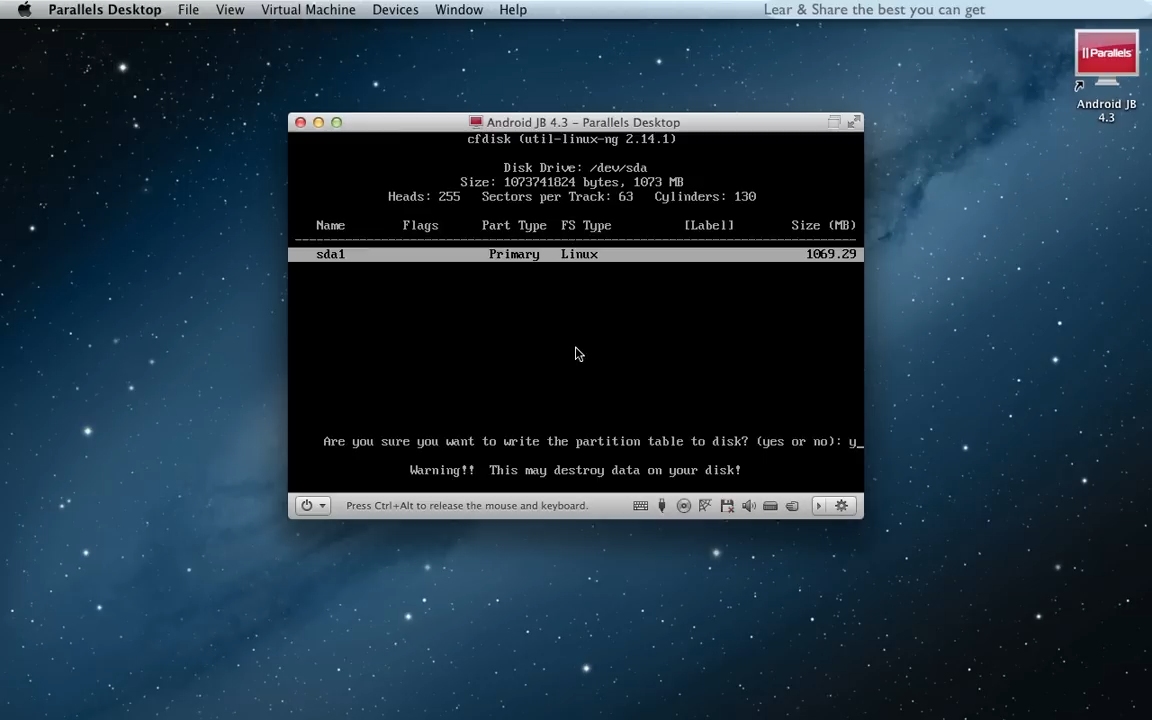 Parallels Desktop File View Virtual Machine Devices Window Help Lear & Share the best you can get
|| Parallels
Android JB
4.3
Android JB 4.3 - Parallels Desktop
cfdisk (util-linux-ng 2.14.1)
Disk Drive: /dev/sda
Size: 1073741824 bytes, 1073 MB
Heads: 255 Sectors per Track: 63 Cylinders: 130
Name Flags Part Type FS Type [Label] Size (MB)
sda1 Primary Linux 1069.29
Are you sure you want to write the partition table to disk? (yes or no): y_
Warning!! This may destroy data on your disk!
Press Ctrl+Alt to release the mouse and keyboard.